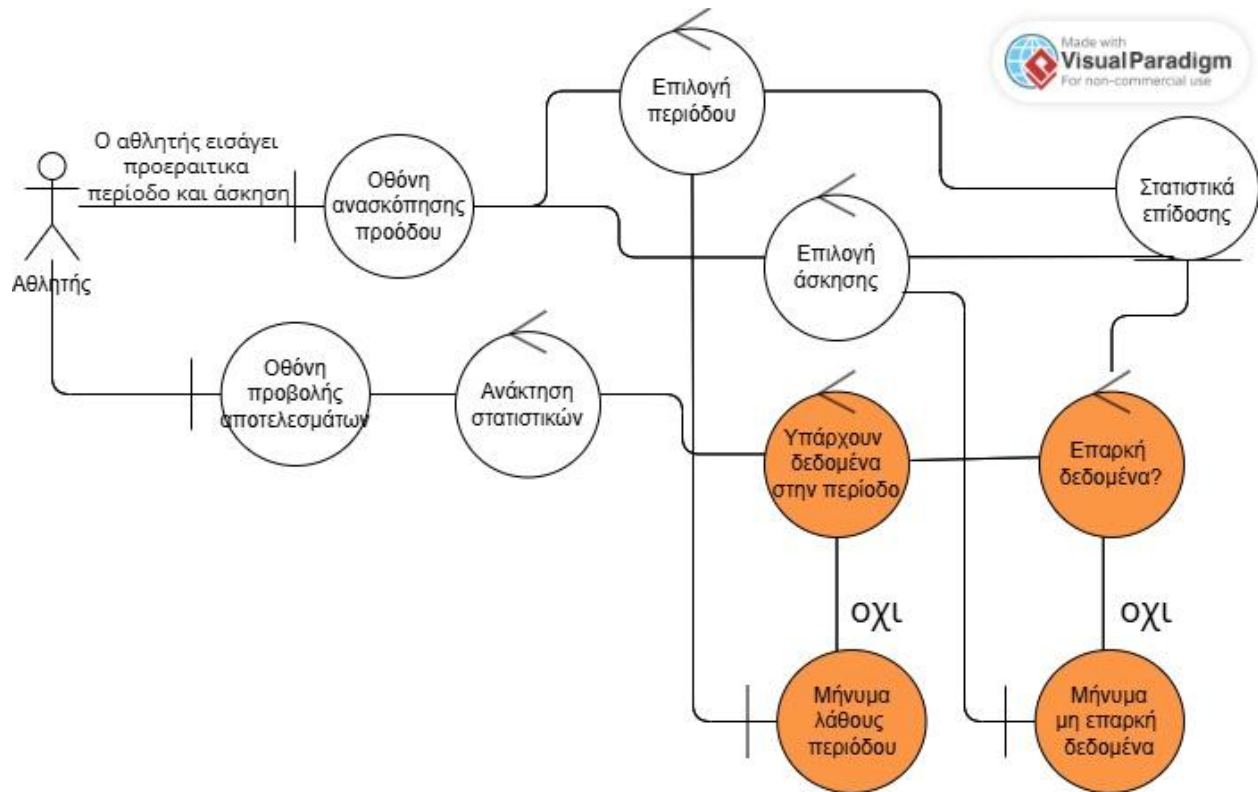 Made with
Visual Paradigm
For non-commercial use
Επιλογή
περιόδου
Ο αθλητής εισάγει
προεραιτικα
περίοδο και άσκηση
Οθόνη
ανασκόπησης
προόδου
Στατιστικά
επίδοσης
Επιλογή
άσκησης
Αθλητής
Οθόνη
προβολής
αποτελεσμάτων
Ανάκτηση
στατιστικών
Υπάρχουν
δεδομένα
στην περίοδο
Επαρκή
δεδομένα?
οχι
οχι
Μήνυμα
λάθους
περιόδου
Μήνυμα
μη επαρκή
δεδομένα